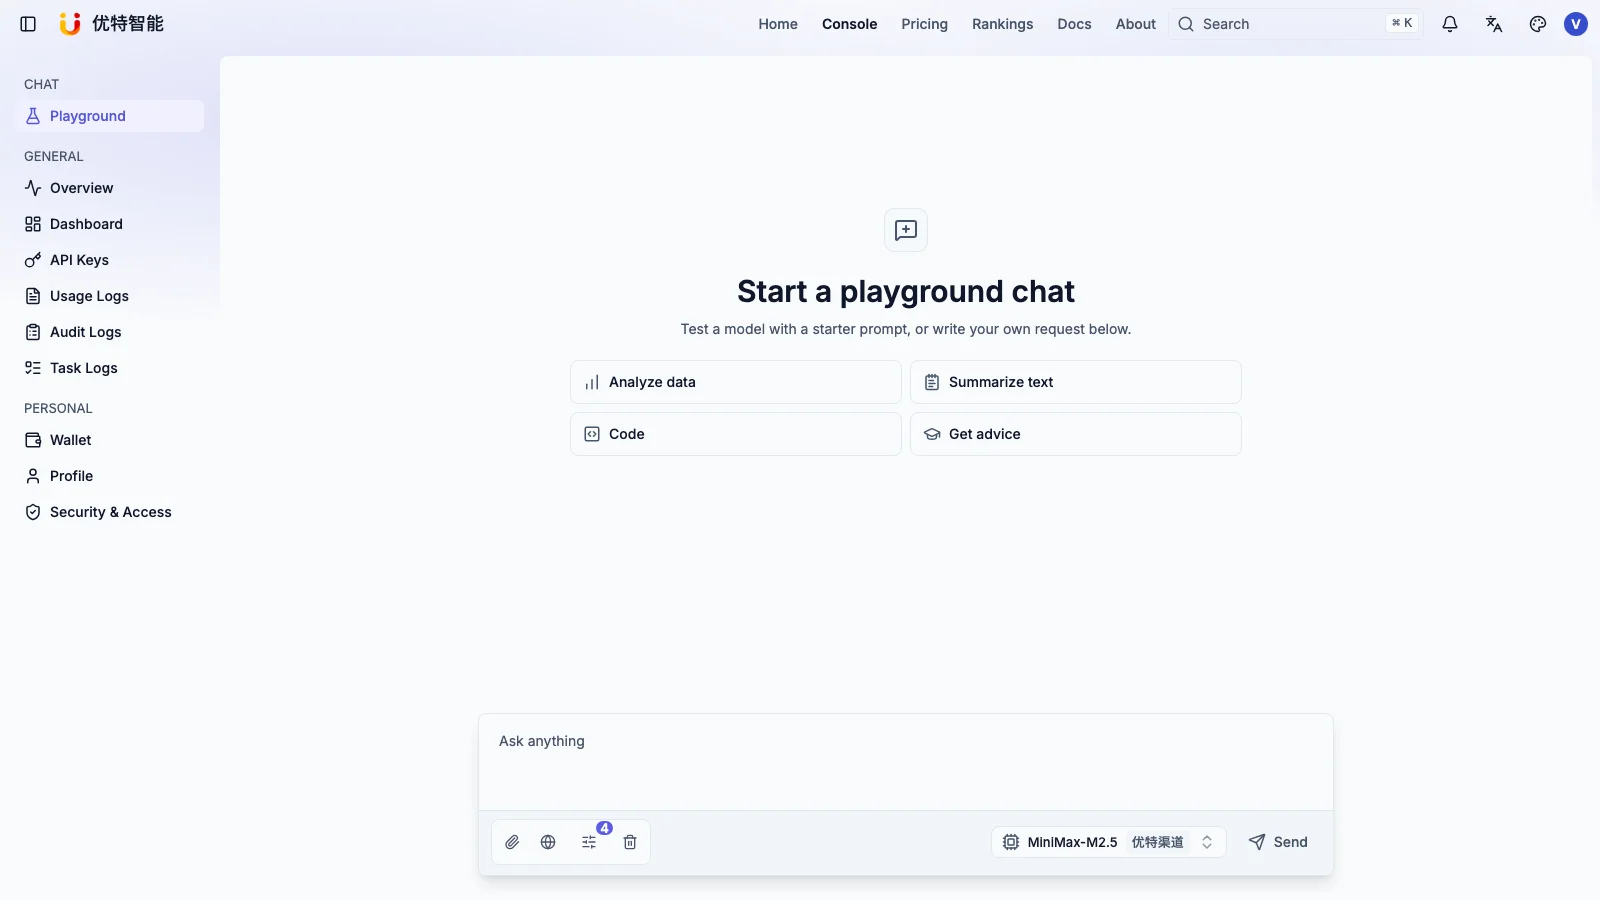 优特智能
Home
Console
Pricing
Rankings
Docs
About
Search
⌘ K
V
CHAT
Playground
GENERAL
Overview
Dashboard
API Keys
Usage Logs
Audit Logs
Task Logs
PERSONAL
Wallet
Profile
Security & Access
Start a playground chat
Test a model with a starter prompt, or write your own request below.
Analyze data
Summarize text
Code
Get advice
Ask anything
4
MiniMax-M2.5 优特渠道
Send